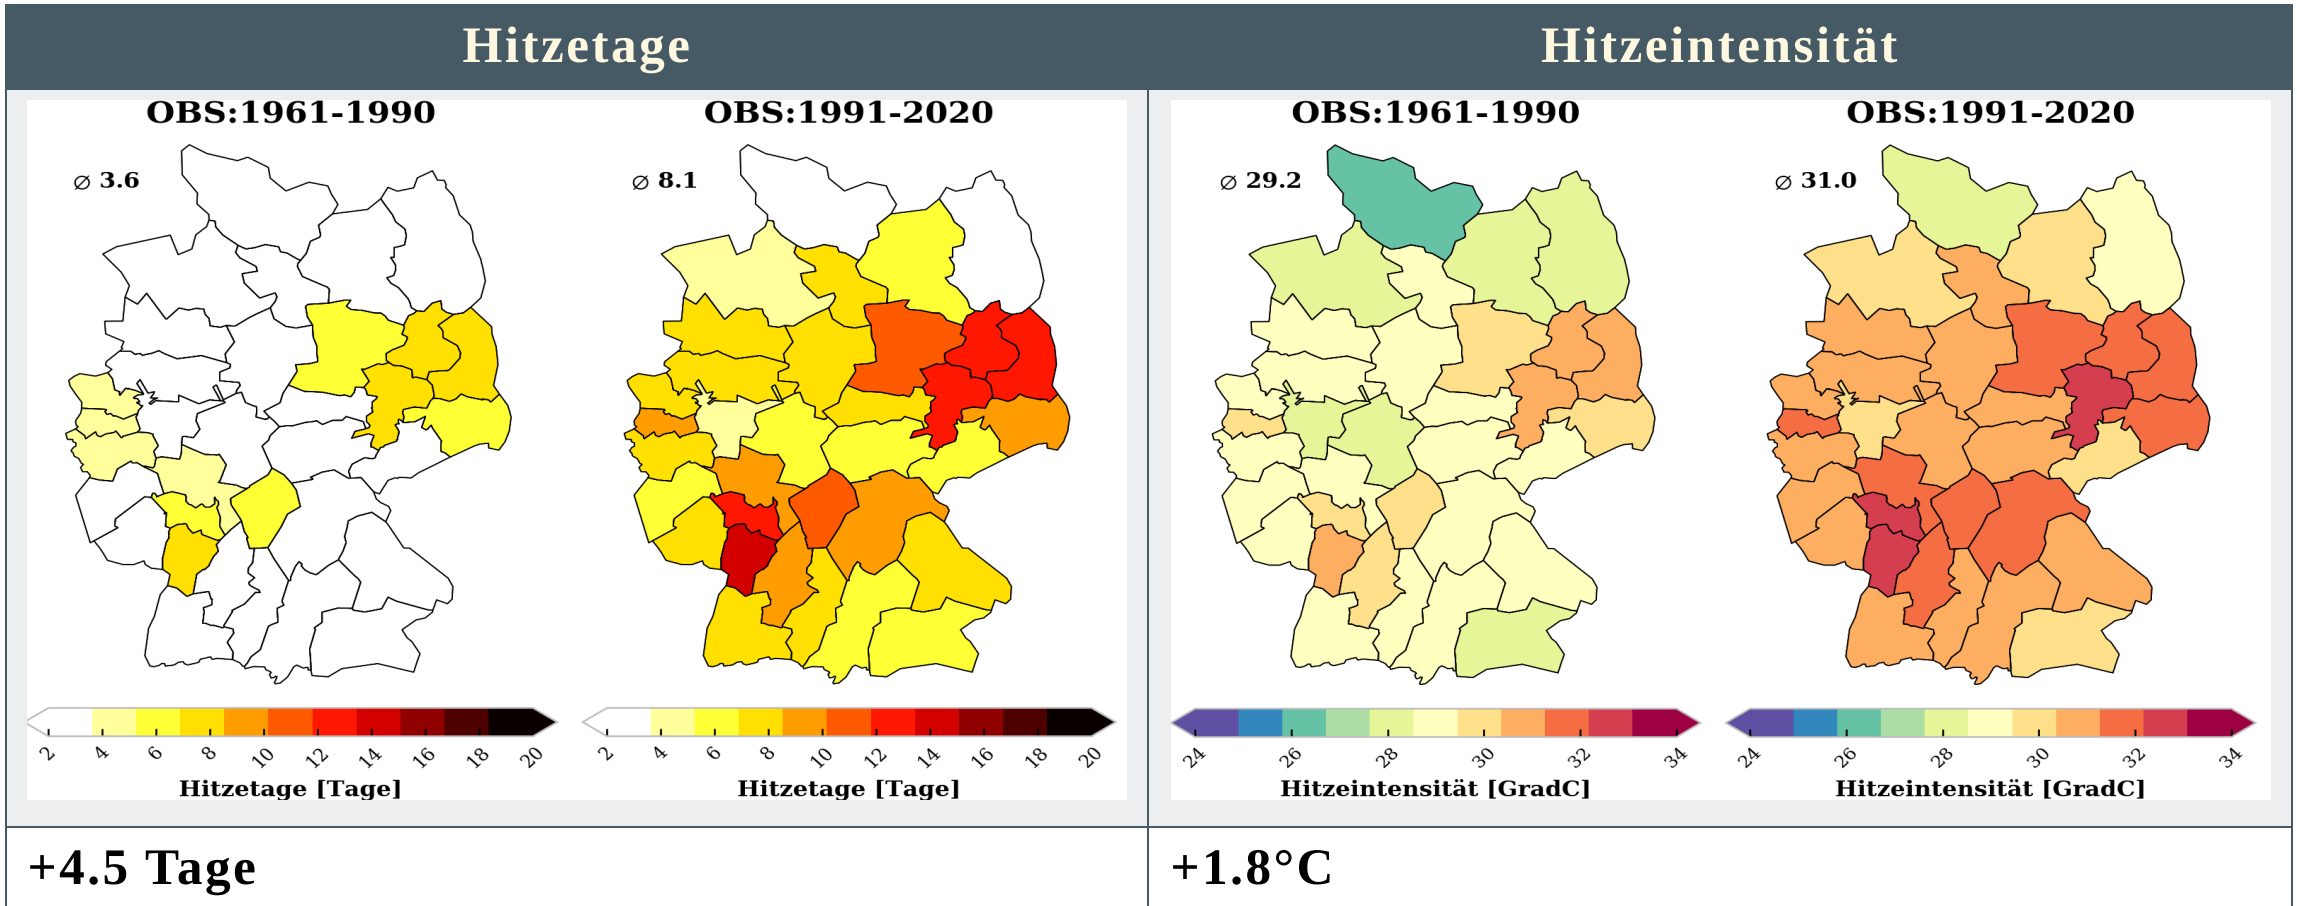 Hitzetage
Hitzeintensität
OBS:1961-1990
OBS:1991-2020
OBS:1961-1990
OBS:1991-2020
∅ 3.6
∅ 8.1
∅ 29.2
∅ 31.0
2 4 6 8 10 12 14 16 18 20
2 4 6 8 10 12 14 16 18 20
24 26 28 30 32 34
24 26 28 30 32 34
Hitzetage [Tage]
Hitzetage [Tage]
Hitzeintensität [GradC]
Hitzeintensität [GradC]
+4.5 Tage
+1.8°C